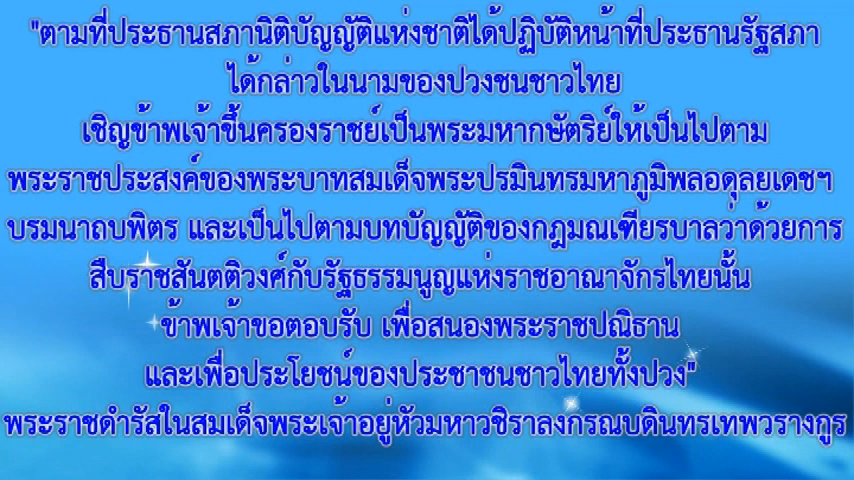 "ตามที่ประธานสภานิติบัญญัติแห่งชาติได้ปฏิบัติหน้าที่ประธานรัฐสภา
ได้กล่าวในนามของปวงชนชาวไทย
เชิญข้าพเจ้าขึ้นครองราชย์เป็นพระมหากษัตริย์ให้เป็นไปตาม
พระราชประสงค์ของพระบาทสมเด็จพระปรมินทรมหาภูมิพลอดุลยเดชฯ
บรมนาถบพิตร และเป็นไปตามบทบัญญัติของกฎมณเฑียรบาลว่าด้วยการ
สืบราชสันตติวงศ์กับรัฐธรรมนูญแห่งราชอาณาจักรไทยนั้น
ข้าพเจ้าขอตอบรับ เพื่อสนองพระราชปณิธาน
และเพื่อประโยชน์ของประชาชนชาวไทยทั้งปวง"
พระราชดำรัสในสมเด็จพระเจ้าอยู่หัวมหาวชิราลงกรณบดินทรเทพวรางกูร